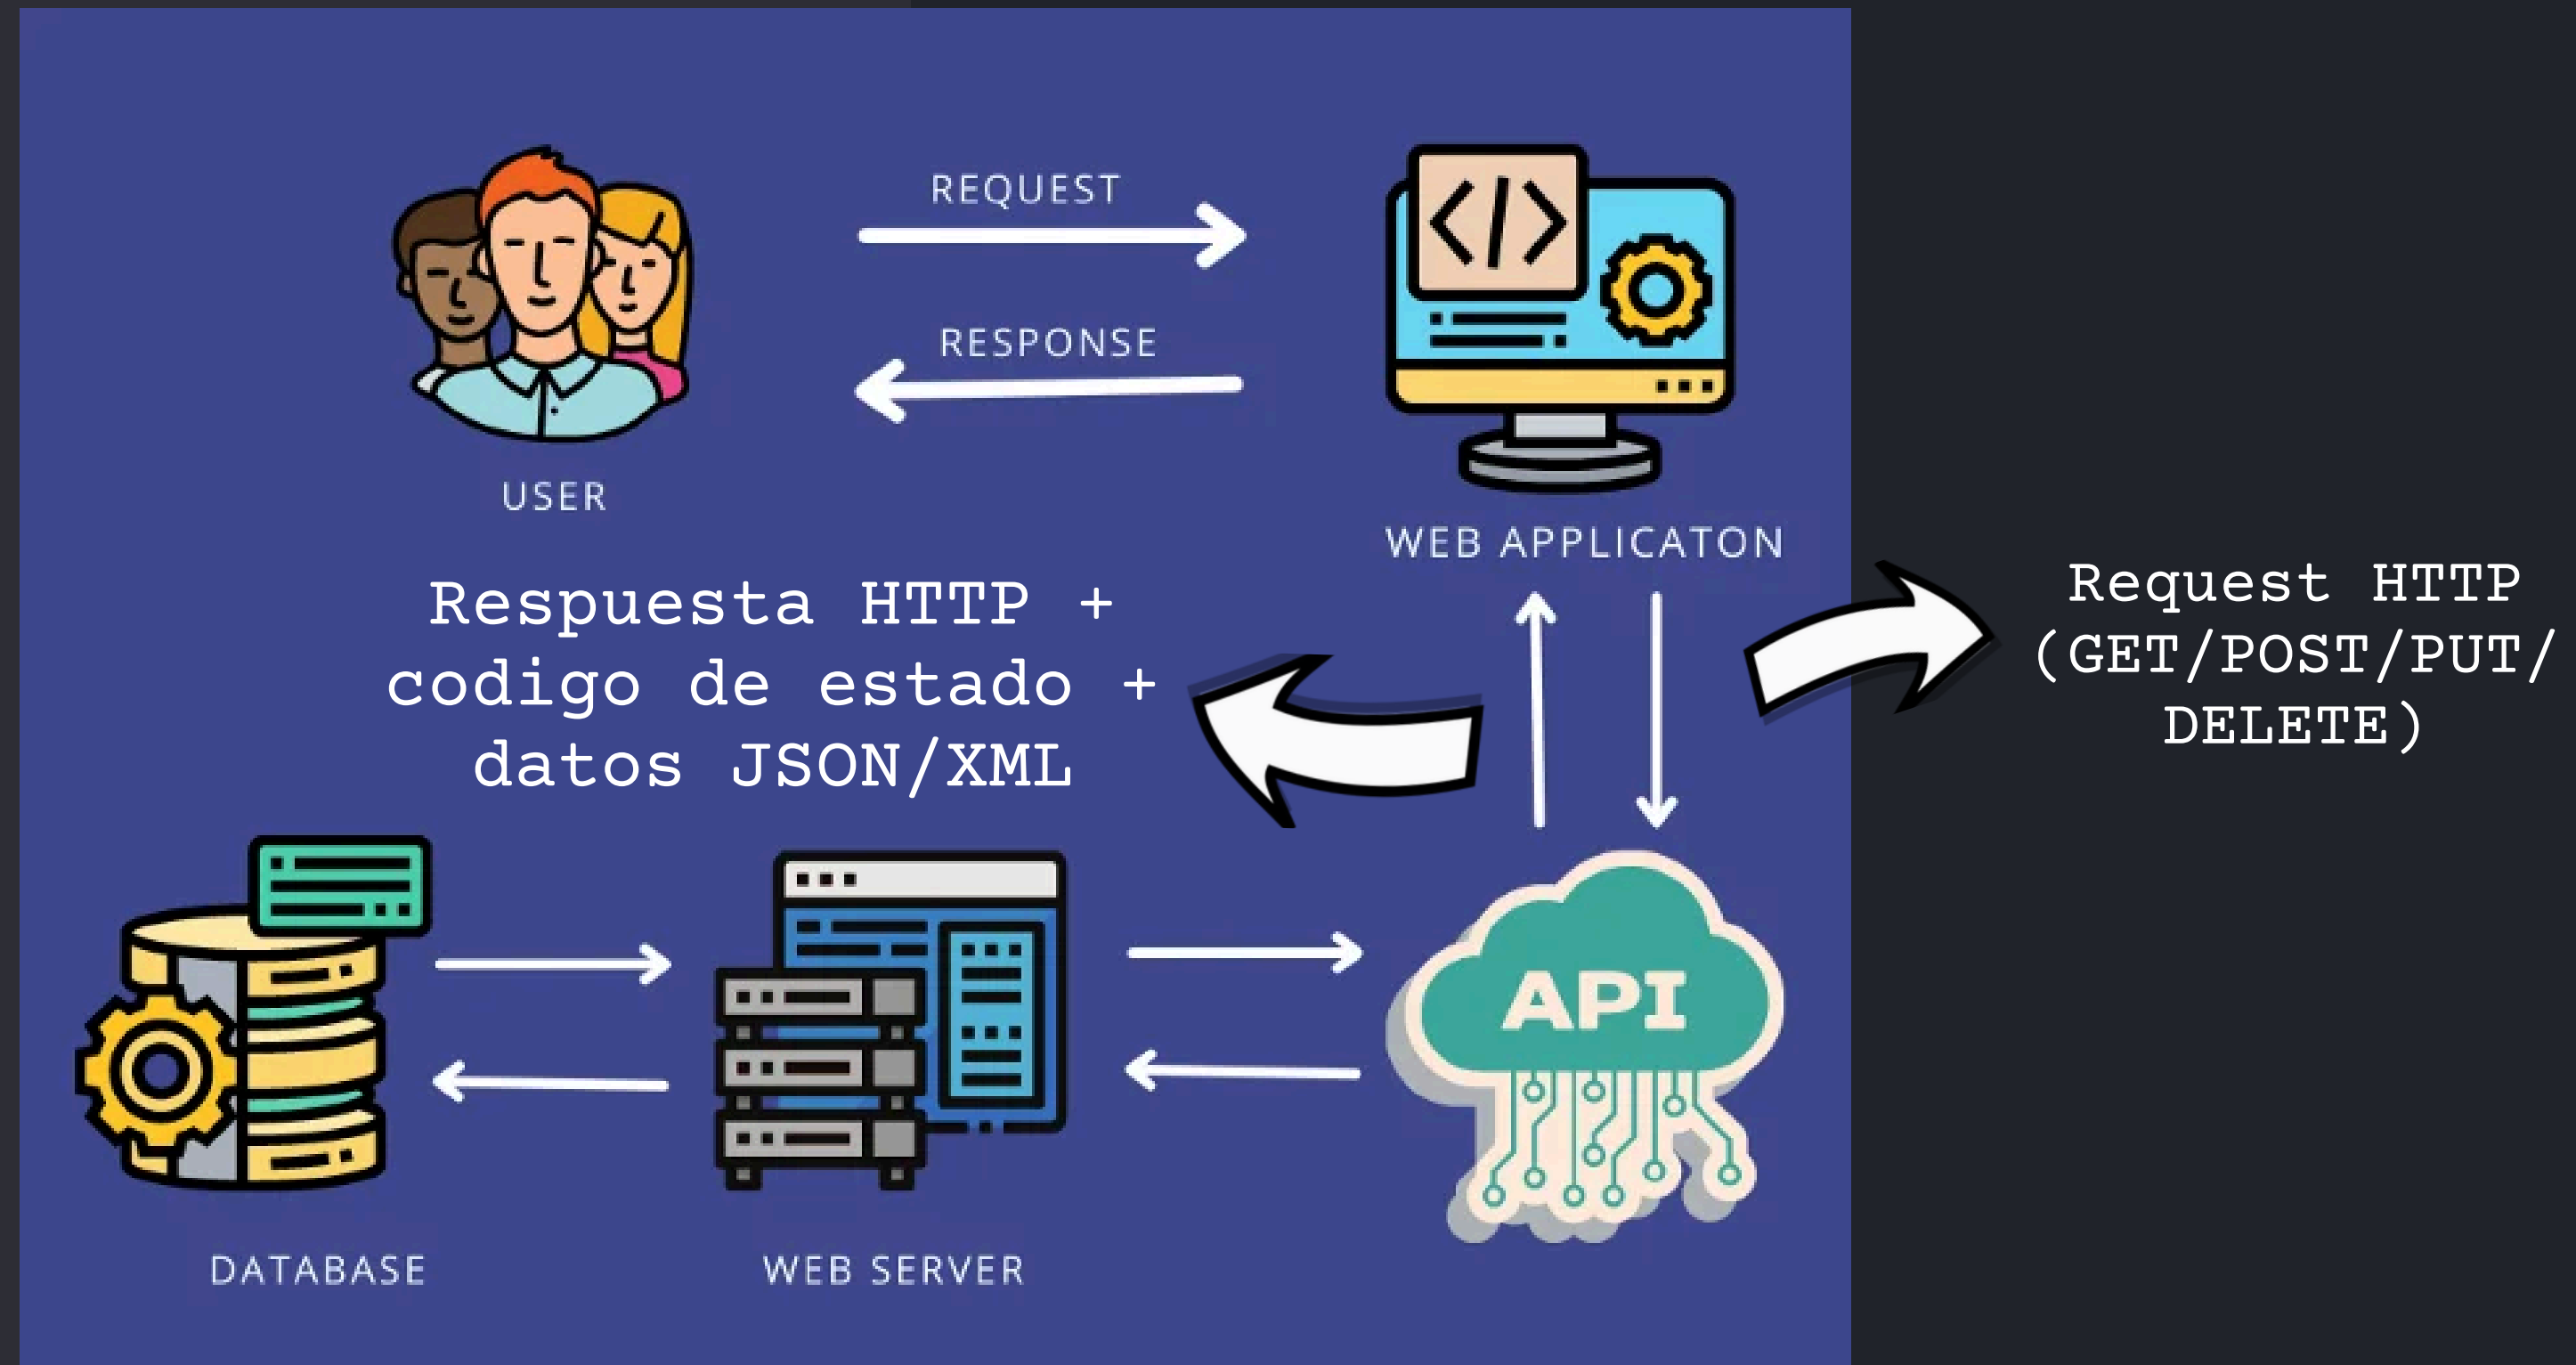 REQUEST
RESPONSE
USER
WEB APPLICATON
Respuesta HTTP +
codigo de estado +
datos JSON/XML
Request HTTP
(GET/POST/PUT/
DELETE)
API
DATABASE
WEB SERVER